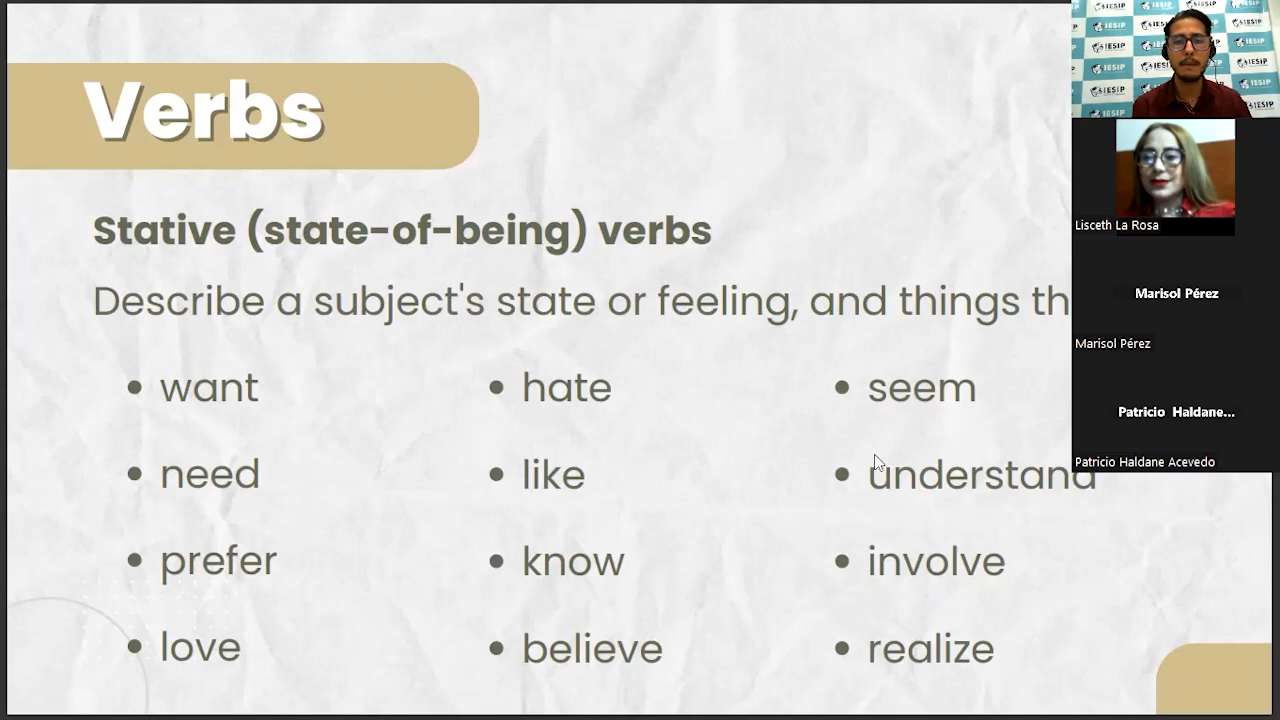 Verbs
Stative (state-of-being) verbs
Describe a subject's state or feeling, and things th
• want
• hate
• seem
• need
• like
• understand
• prefer
• know
• involve
• love
• believe
• realize
IESIP
Lisceth La Rosa
Marisol Pérez
Marisol Pérez
Patricio Haldane...
Patricio Haldane Acevedo